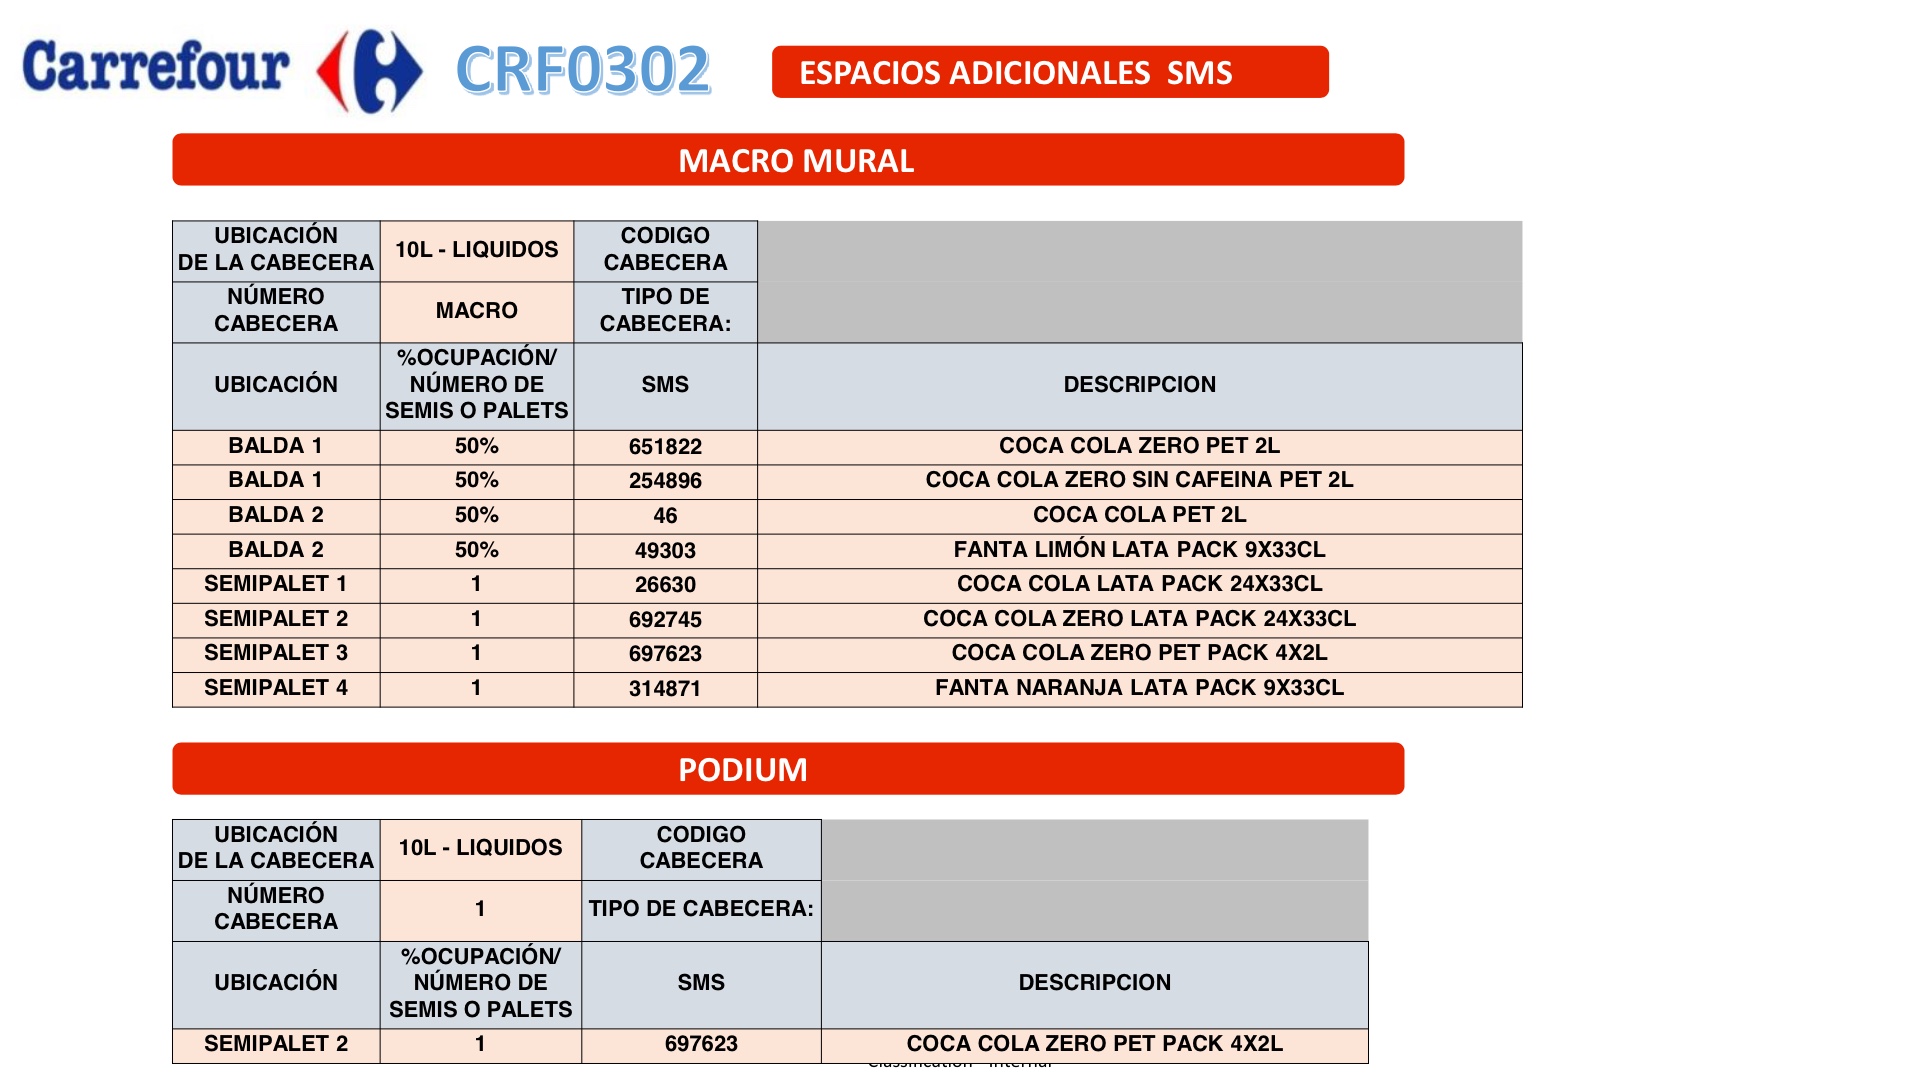 Carrefour CRF0302 ESPACIOS ADICIONALES SMS
MACRO MURAL
UBICACIÓN
DE LA CABECERA
10L - LIQUIDOS
CODIGO
CABECERA
NÚMERO
CABECERA
MACRO
TIPO DE
CABECERA:
UBICACIÓN
%OCUPACIÓN/
NÚMERO DE
SEMIS O PALETS
SMS
DESCRIPCION
BALDA 1 50% 651822 COCA COLA ZERO PET 2L
BALDA 1 50% 254896 COCA COLA ZERO SIN CAFEINA PET 2L
BALDA 2 50% 46 COCA COLA PET 2L
BALDA 2 50% 49303 FANTA LIMÓN LATA PACK 9X33CL
SEMIPALET 1 1 26630 COCA COLA LATA PACK 24X33CL
SEMIPALET 2 1 692745 COCA COLA ZERO LATA PACK 24X33CL
SEMIPALET 3 1 697623 COCA COLA ZERO PET PACK 4X2L
SEMIPALET 4 1 314871 FANTA NARANJA LATA PACK 9X33CL
PODIUM
UBICACIÓN
DE LA CABECERA
10L - LIQUIDOS
CODIGO
CABECERA
NÚMERO
CABECERA
1
TIPO DE CABECERA:
UBICACIÓN
%OCUPACIÓN/
NÚMERO DE
SEMIS O PALETS
SMS
DESCRIPCION
SEMIPALET 2 1 697623 COCA COLA ZERO PET PACK 4X2L
Classification - Internal